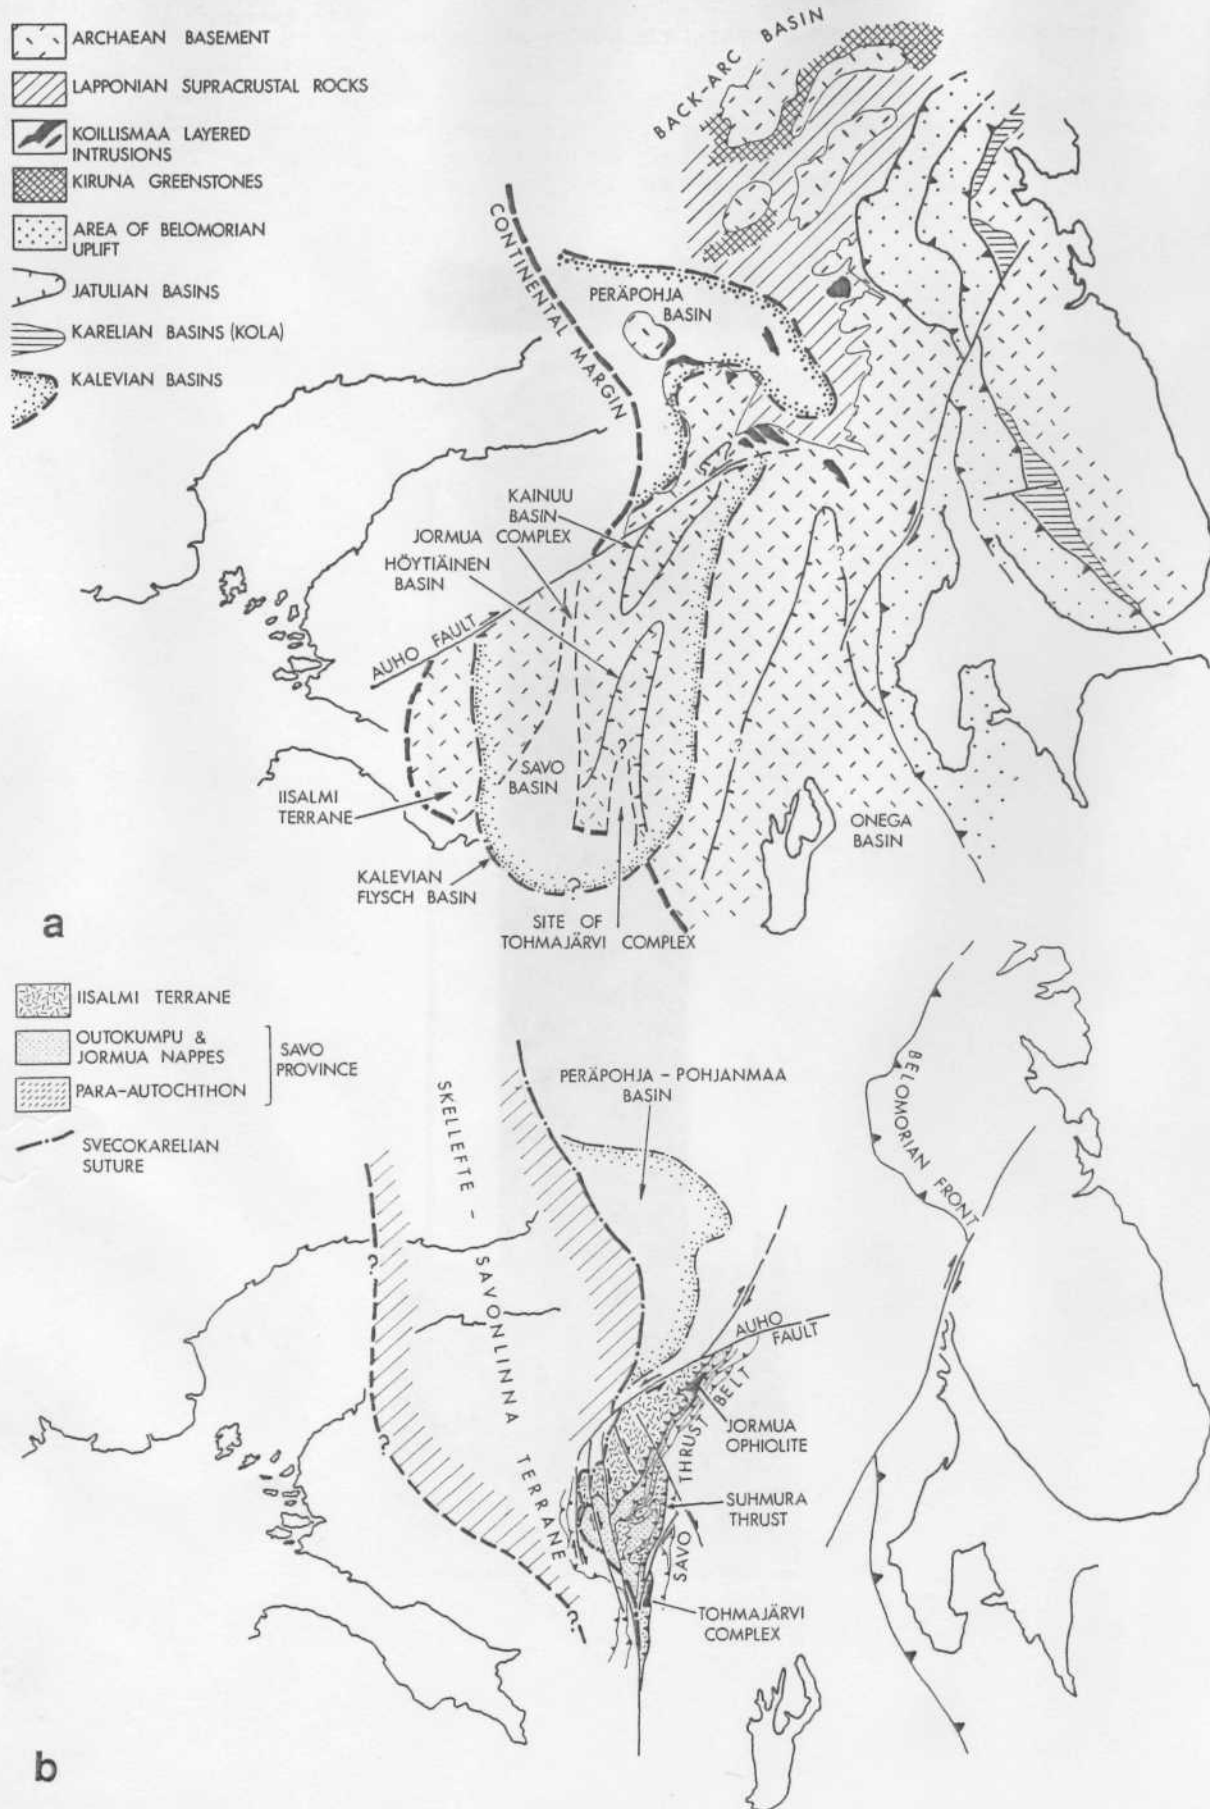 ARCHAEAN BASEMENT
LAPPONIAN SUPRACRUSTAL ROCKS
KOILLISMAA LAYERED
INTRUSIONS
KIRUNA GREENSTONES
AREA OF BELOMORIAN
UPLIFT
JATULIAN BASINS
KARELIAN BASINS (KOLA)
KALEVIAN BASINS
BACK-ARC BASIN
CONTINENTAL MARGIN
PERÄPOHJA
BASIN
KAINUU
BASIN
JORMUA COMPLEX
HÖYTIÄINEN
BASIN
AUHO FAULT
?
?
?
SAVO
BASIN
IISALMI
TERRANE
ONEGA
BASIN
KALEVIAN
FLYSCH BASIN
?
SITE OF
TOHMAJÄRVI COMPLEX
a
IISALMI TERRANE
OUTOKUMPU &
JORMUA NAPPES
PARA-AUTOCHTHON
SAVO
PROVINCE
SVECOKARELIAN
SUTURE
SKELLEFTE - SAVONLINNA TERRANE
PERÄPOHJA - POHJANMAA
BASIN
BELOMORIAN FRONT
?
?
?
AUHO
FAULT
SAVO THRUST BELT
JORMUA
OPHIOLITE
SUHMURA
THRUST
TOHMAJÄRVI
COMPLEX
b